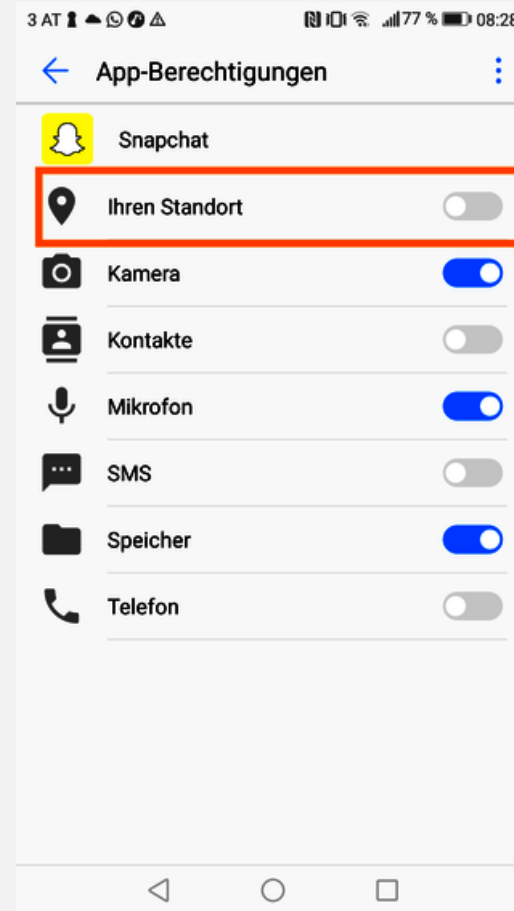 3 AT 77 % 08:28
App-Berechtigungen
Snapchat
Ihren Standort
Kamera
Kontakte
Mikrofon
SMS
Speicher
Telefon